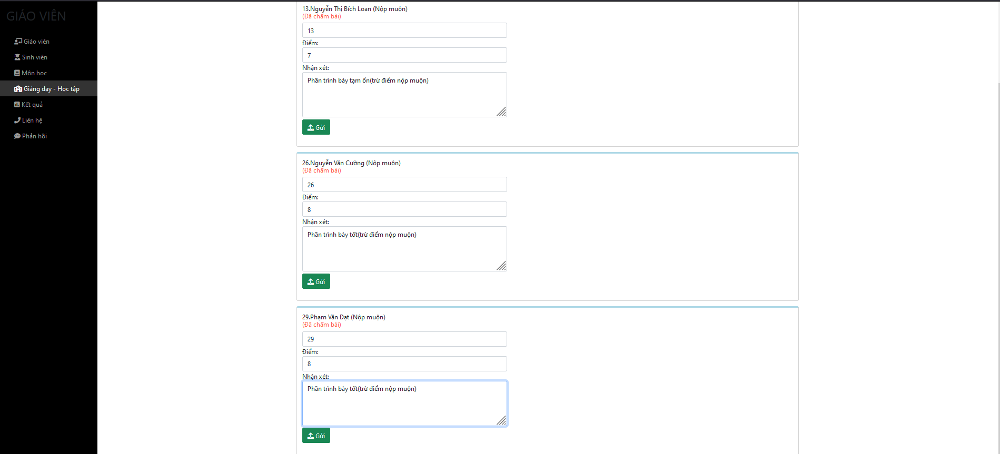 GIÁO VIÊN
Giáo viên
Sinh viên
Môn học
Giảng dạy - Học tập
Kết quả
Liên hệ
Phản hồi
13.Nguyễn Thị Bích Loan (Nộp muộn)
(Đã chấm bài)
13
Điểm:
7
Nhận xét:
Phần trình bày tạm ổn(trừ điểm nộp muộn)
Gửi
26.Nguyễn Văn Cường (Nộp muộn)
(Đã chấm bài)
26
Điểm:
8
Nhận xét:
Phần trình bày tốt(trừ điểm nộp muộn)
Gửi
29.Phạm Văn Đạt (Nộp muộn)
(Đã chấm bài)
29
Điểm:
8
Nhận xét:
Phần trình bày tốt(trừ điểm nộp muộn)
Gửi